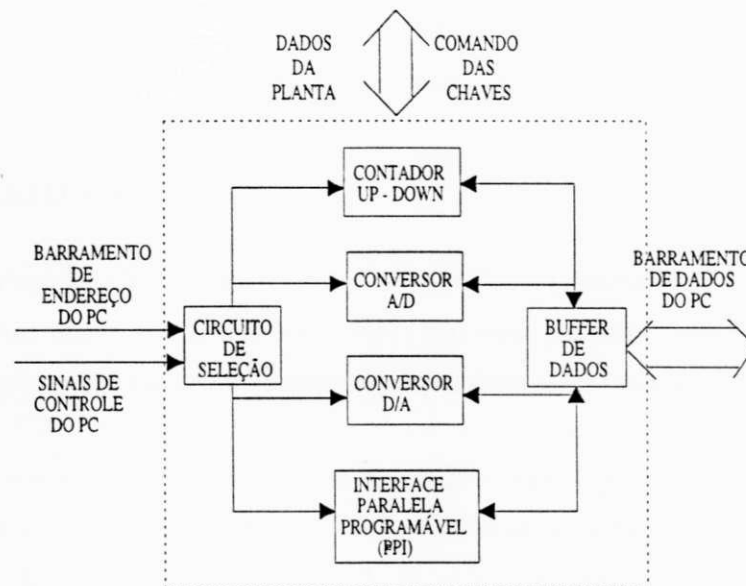 DADOS
DA
PLANTA
COMANDO
DAS
CHAVES
CONTADOR
UP - DOWN
BARRAMENTO
DE
ENDEREÇO
DO PC
SINAIS DE
CONTROLE
DO PC
CIRCUITO
DE
SELEÇÃO
CONVERSOR
A/D
CONVERSOR
D/A
INTERFACE
PARALELA
PROGRAMÁVEL
(PPI)
BUFFER
DE
DADOS
BARRAMENTO
DE DADOS
DO PC